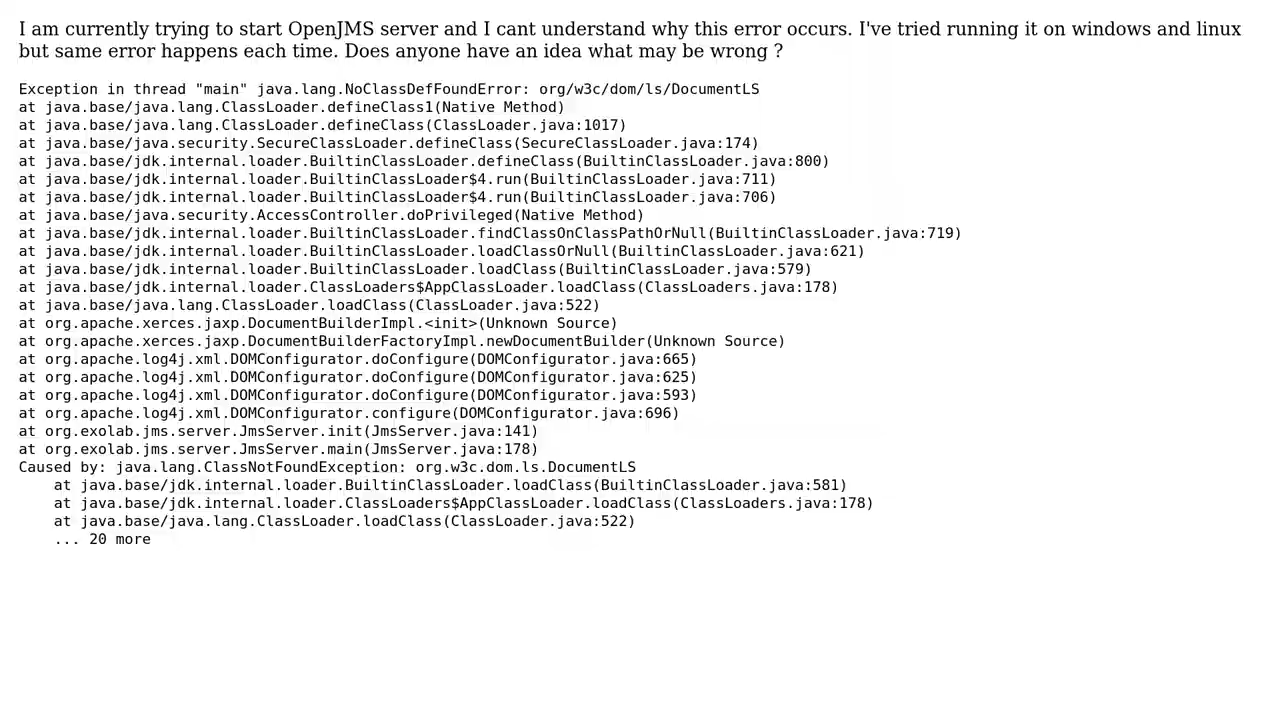 I am currently trying to start OpenJMS server and I cant understand why this error occurs. I've tried running it on windows and linux
but same error happens each time. Does anyone have an idea what may be wrong ?
Exception in thread "main" java.lang.NoClassDefFoundError: org/w3c/dom/ls/DocumentLS
at java.base/java.lang.ClassLoader.defineClass1(Native Method)
at java.base/java.lang.ClassLoader.defineClass(ClassLoader.java:1017)
at java.base/java.security.SecureClassLoader.defineClass(SecureClassLoader.java:174)
at java.base/jdk.internal.loader.BuiltinClassLoader.defineClass(BuiltinClassLoader.java:800)
at java.base/jdk.internal.loader.BuiltinClassLoader$4.run(BuiltinClassLoader.java:711)
at java.base/jdk.internal.loader.BuiltinClassLoader$4.run(BuiltinClassLoader.java:706)
at java.base/java.security.AccessController.doPrivileged(Native Method)
at java.base/jdk.internal.loader.BuiltinClassLoader.findClassOnClassPathOrNull(BuiltinClassLoader.java:719)
at java.base/jdk.internal.loader.BuiltinClassLoader.loadClassOrNull(BuiltinClassLoader.java:621)
at java.base/jdk.internal.loader.BuiltinClassLoader.loadClass(BuiltinClassLoader.java:579)
at java.base/jdk.internal.loader.ClassLoaders$AppClassLoader.loadClass(ClassLoaders.java:178)
at java.base/java.lang.ClassLoader.loadClass(ClassLoader.java:522)
at org.apache.xerces.jaxp.DocumentBuilderImpl.<init>(Unknown Source)
at org.apache.xerces.jaxp.DocumentBuilderFactoryImpl.newDocumentBuilder(Unknown Source)
at org.apache.log4j.xml.DOMConfigurator.doConfigure(DOMConfigurator.java:665)
at org.apache.log4j.xml.DOMConfigurator.doConfigure(DOMConfigurator.java:625)
at org.apache.log4j.xml.DOMConfigurator.doConfigure(DOMConfigurator.java:593)
at org.apache.log4j.xml.DOMConfigurator.configure(DOMConfigurator.java:696)
at org.exolab.jms.server.JmsServer.init(JmsServer.java:141)
at org.exolab.jms.server.JmsServer.main(JmsServer.java:178)
Caused by: java.lang.ClassNotFoundException: org.w3c.dom.ls.DocumentLS
    at java.base/jdk.internal.loader.BuiltinClassLoader.loadClass(BuiltinClassLoader.java:581)
    at java.base/jdk.internal.loader.ClassLoaders$AppClassLoader.loadClass(ClassLoaders.java:178)
    at java.base/java.lang.ClassLoader.loadClass(ClassLoader.java:522)
    ... 20 more